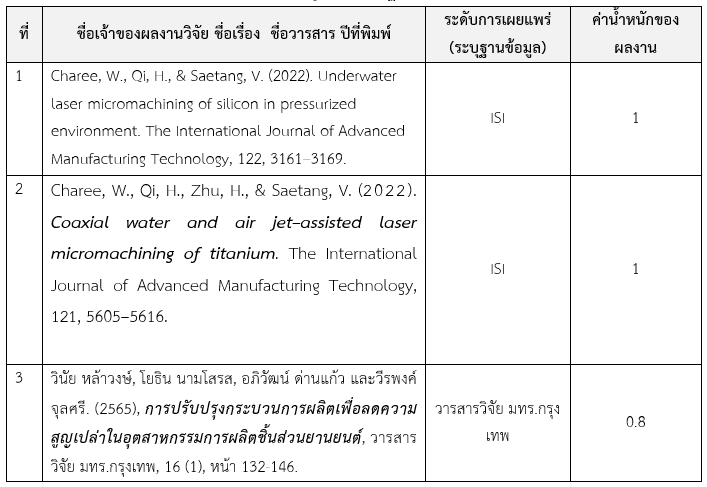 ที่
ชื่อเจ้าของผลงานวิจัย ชื่อเรื่อง ชื่อวารสาร ปีที่พิมพ์
ระดับการเผยแพร่
(ระบุฐานข้อมูล)
ค่าน้ำหนักของ
ผลงาน
1
Charee, W., Qi, H., & Saetang, V. (2022). Underwater
laser micromachining of silicon in pressurized
environment. The International Journal of Advanced
Manufacturing Technology, 122, 3161–3169.
ISI
1
2
Charee, W., Qi, H., Zhu, H., & Saetang, V. (2022).
Coaxial water and air jet–assisted laser
micromachining of titanium. The International
Journal of Advanced Manufacturing Technology,
121, 5605–5616.
ISI
1
3
วินัย หล้าวงษ์, โยธิน นามโสรส, อภิวัฒน์ ด่านแก้ว และวีรพงค์
จุลศรี. (2565), การปรับปรุงกระบวนการผลิตเพื่อลดความ
สูญเปล่าในอุตสาหกรรมการผลิตชิ้นส่วนยานยนต์, วารสาร
วิจัย มทร.กรุงเทพ, 16 (1), หน้า 132-146.
วารสารวิจัย มทร.กรุง
เทพ
0.8